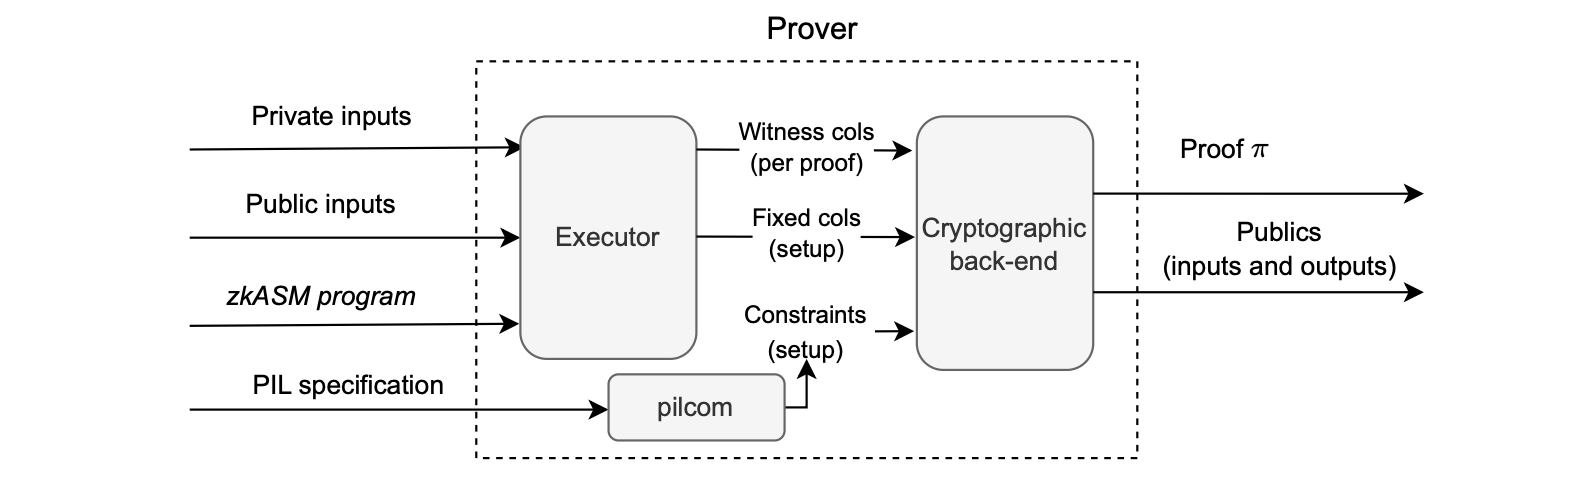 Prover
Private inputs
Public inputs
zkASM program
PIL specification
Executor
Witness cols
(per proof)
Fixed cols
(setup)
Constraints
(setup)
pilcom
Cryptographic
back-end
Proof π
Publics
(inputs and outputs)